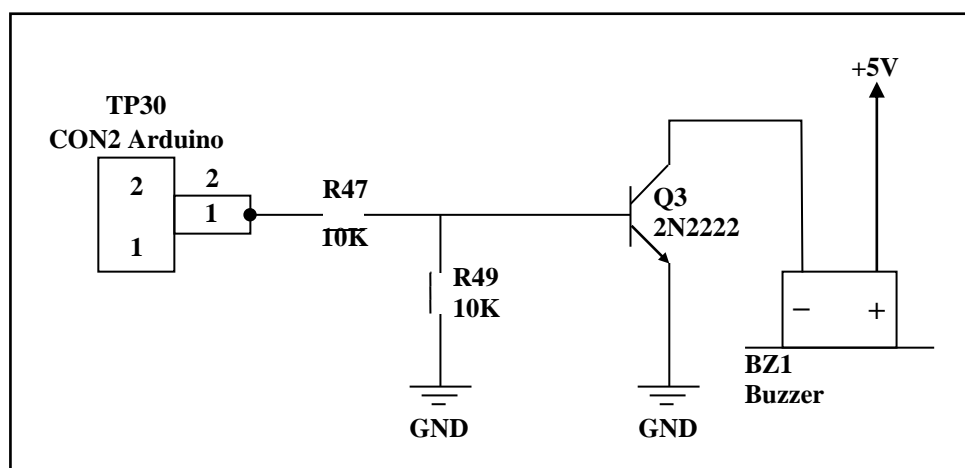 +5V
TP30
CON2 Arduino
2
2
1
1
R47
10K
Q3
2N2222
R49
10K
− +
BZ1
Buzzer
GND
GND